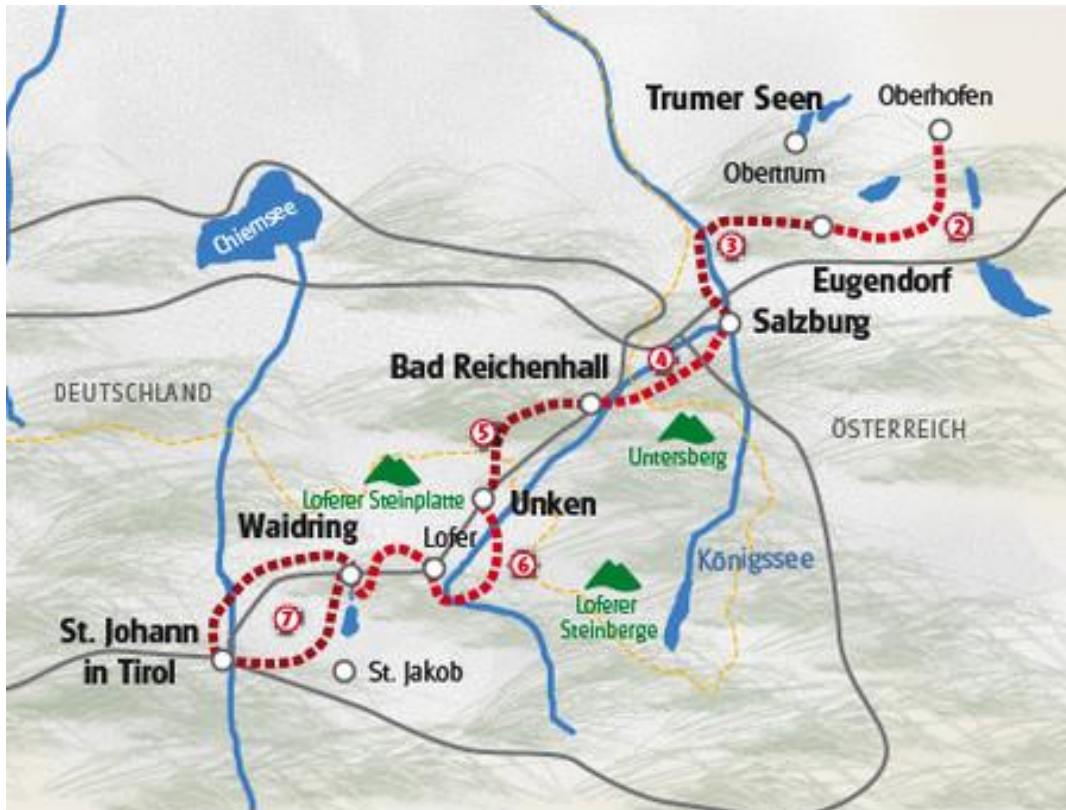 Trumer Seen
Oberhofen
Obertrum
Chiemsee
2
3
Eugendorf
Salzburg
4
Bad Reichenhall
DEUTSCHLAND
ÖSTERREICH
5
Untersberg
Loferer Steinplatte
Unken
Waidring
Lofer
6
Königssee
Loferer
Steinberge
7
St. Johann
in Tirol
St. Jakob